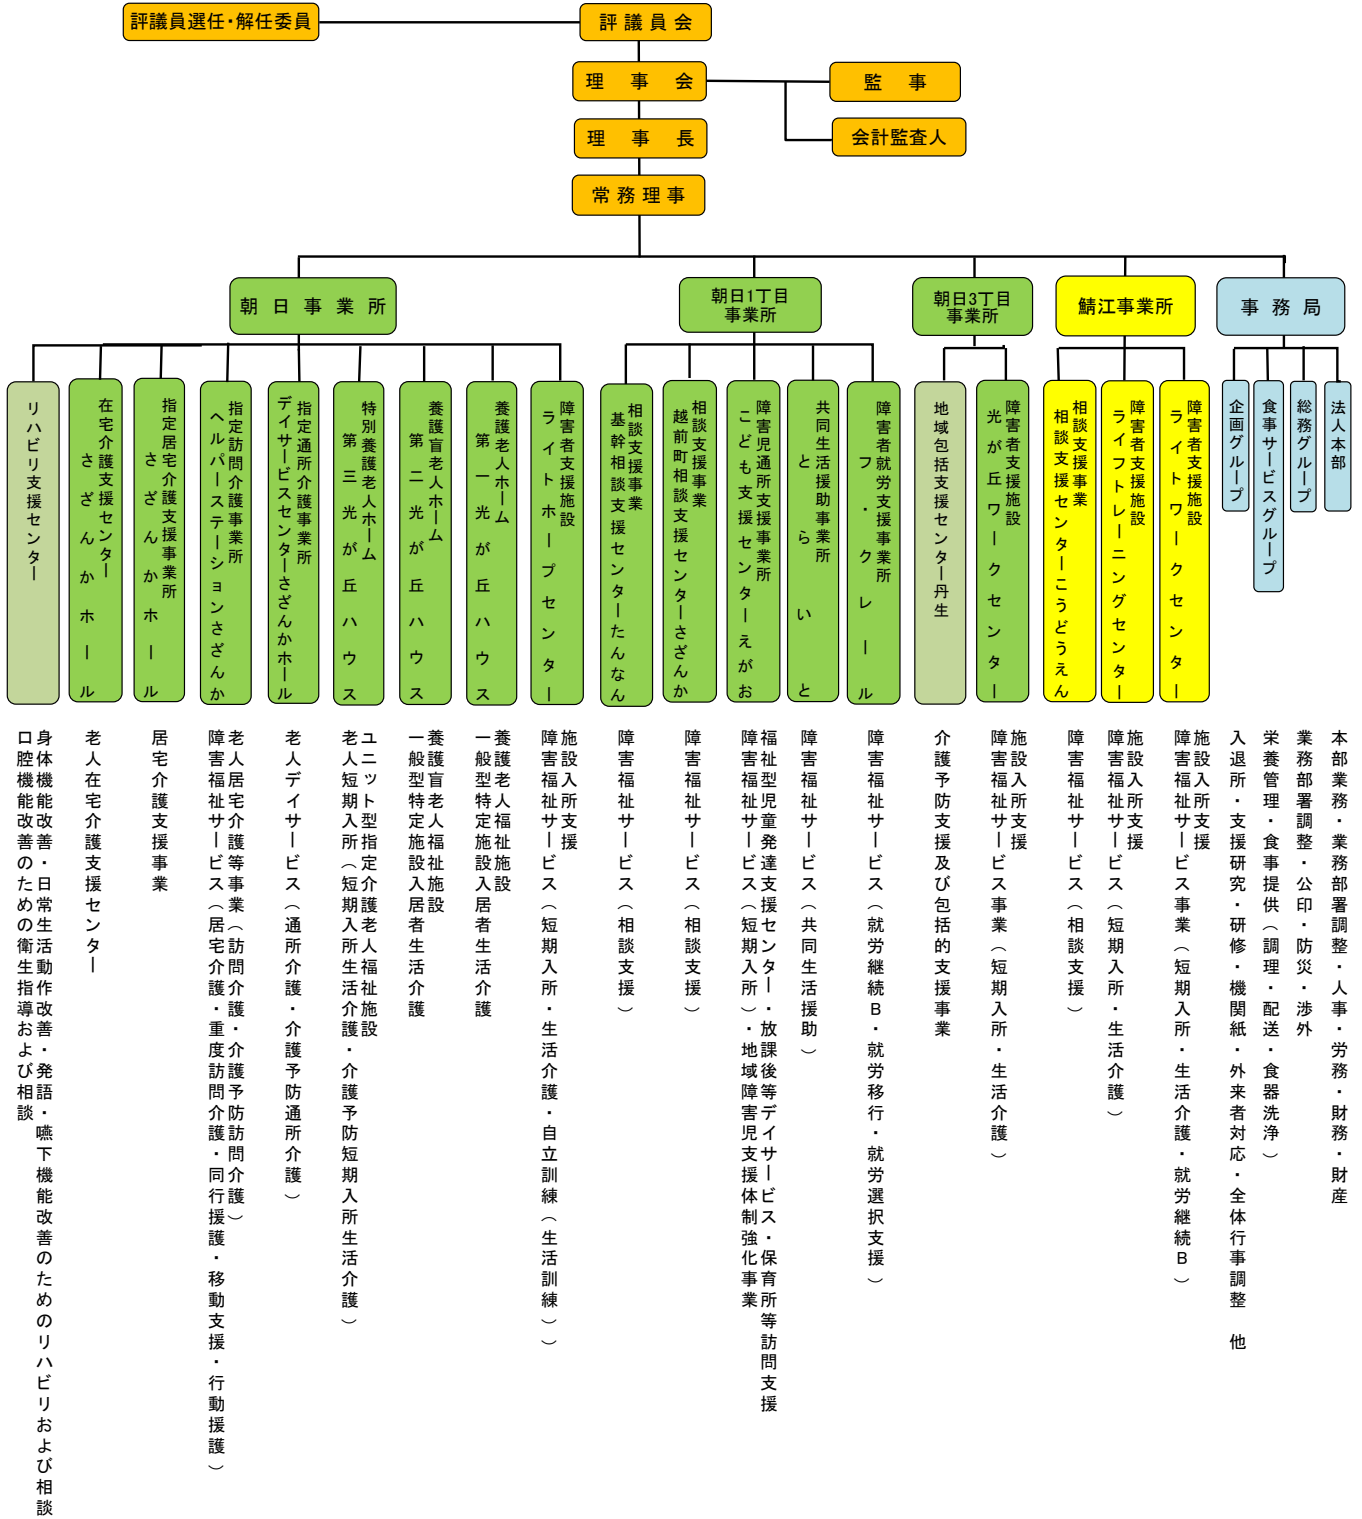 評議員選任・解任委員
評議員会
理事会
監事
理事長
会計監査人
常務理事
朝日事業所
朝日1丁目
事業所
朝日3丁目
事業所
鯖江事業所
事務局
リハビリ支援センター
在宅介護支援センター
さざんかホール
指定居宅介護支援事業所
さざんかホール
指定訪問介護事業所
ヘルパーステーションさざんか
指定通所介護事業所
デイサービスセンターさざんかホール
特別養護老人ホーム
第三光が丘ハウス
養護盲老人ホーム
第二光が丘ハウス
養護老人ホーム
第一光が丘ハウス
障害者支援施設
ライトホープセンター
相談支援事業
基幹相談支援センターたんなん
相談支援事業
越前町相談支援センターさざんか
障害児通所支援事業所
こども支援センターえがお
共同生活援助事業所
とらいと
障害者就労支援事業所
フ・クレール
地域包括支援センター丹生
障害者支援施設
光が丘ワークセンター
相談支援事業
相談支援センターこうどうえん
障害者支援施設
ライフトレーニングセンター
障害者支援施設
ライトワークセンター
企画グループ
食事サービスグループ
総務グループ
法人本部
身体機能改善・日常生活動作改善・発語・嚥下機能改善のためのリハビリおよび相談
口腔機能改善のための衛生指導および相談
老人在宅介護支援センター
居宅介護支援事業
老人居宅介護等事業（訪問介護・介護予防訪問介護）
障害福祉サービス（居宅介護・重度訪問介護・同行援護・移動支援・行動援護）
老人デイサービス（通所介護・介護予防通所介護）
ユニット型指定介護老人福祉施設
老人短期入所（短期入所生活介護・介護予防短期入所生活介護）
養護盲老人福祉施設
一般型特定施設入居者生活介護
養護老人福祉施設
一般型特定施設入居者生活介護
施設入所支援
障害福祉サービス（短期入所・生活介護・自立訓練（生活訓練））
障害福祉サービス（相談支援）
障害福祉サービス（相談支援）
福祉型児童発達支援センター・放課後等デイサービス・保育所等訪問支援
障害福祉サービス（短期入所）・地域障害児支援体制強化事業
障害福祉サービス（共同生活援助）
障害福祉サービス（就労継続B・就労移行・就労選択支援）
介護予防支援及び包括的支援事業
施設入所支援
障害福祉サービス事業（短期入所・生活介護）
障害福祉サービス（相談支援）
施設入所支援
障害福祉サービス（短期入所・生活介護）
施設入所支援
障害福祉サービス事業（短期入所・生活介護・就労継続B）
入退所・支援研究・研修・機関紙・外来者対応・全体行事調整　他
栄養管理・食事提供（調理・配送・食器洗浄）
業務部署調整・公印・防災・渉外
本部業務・業務部署調整・人事・労務・財務・財産